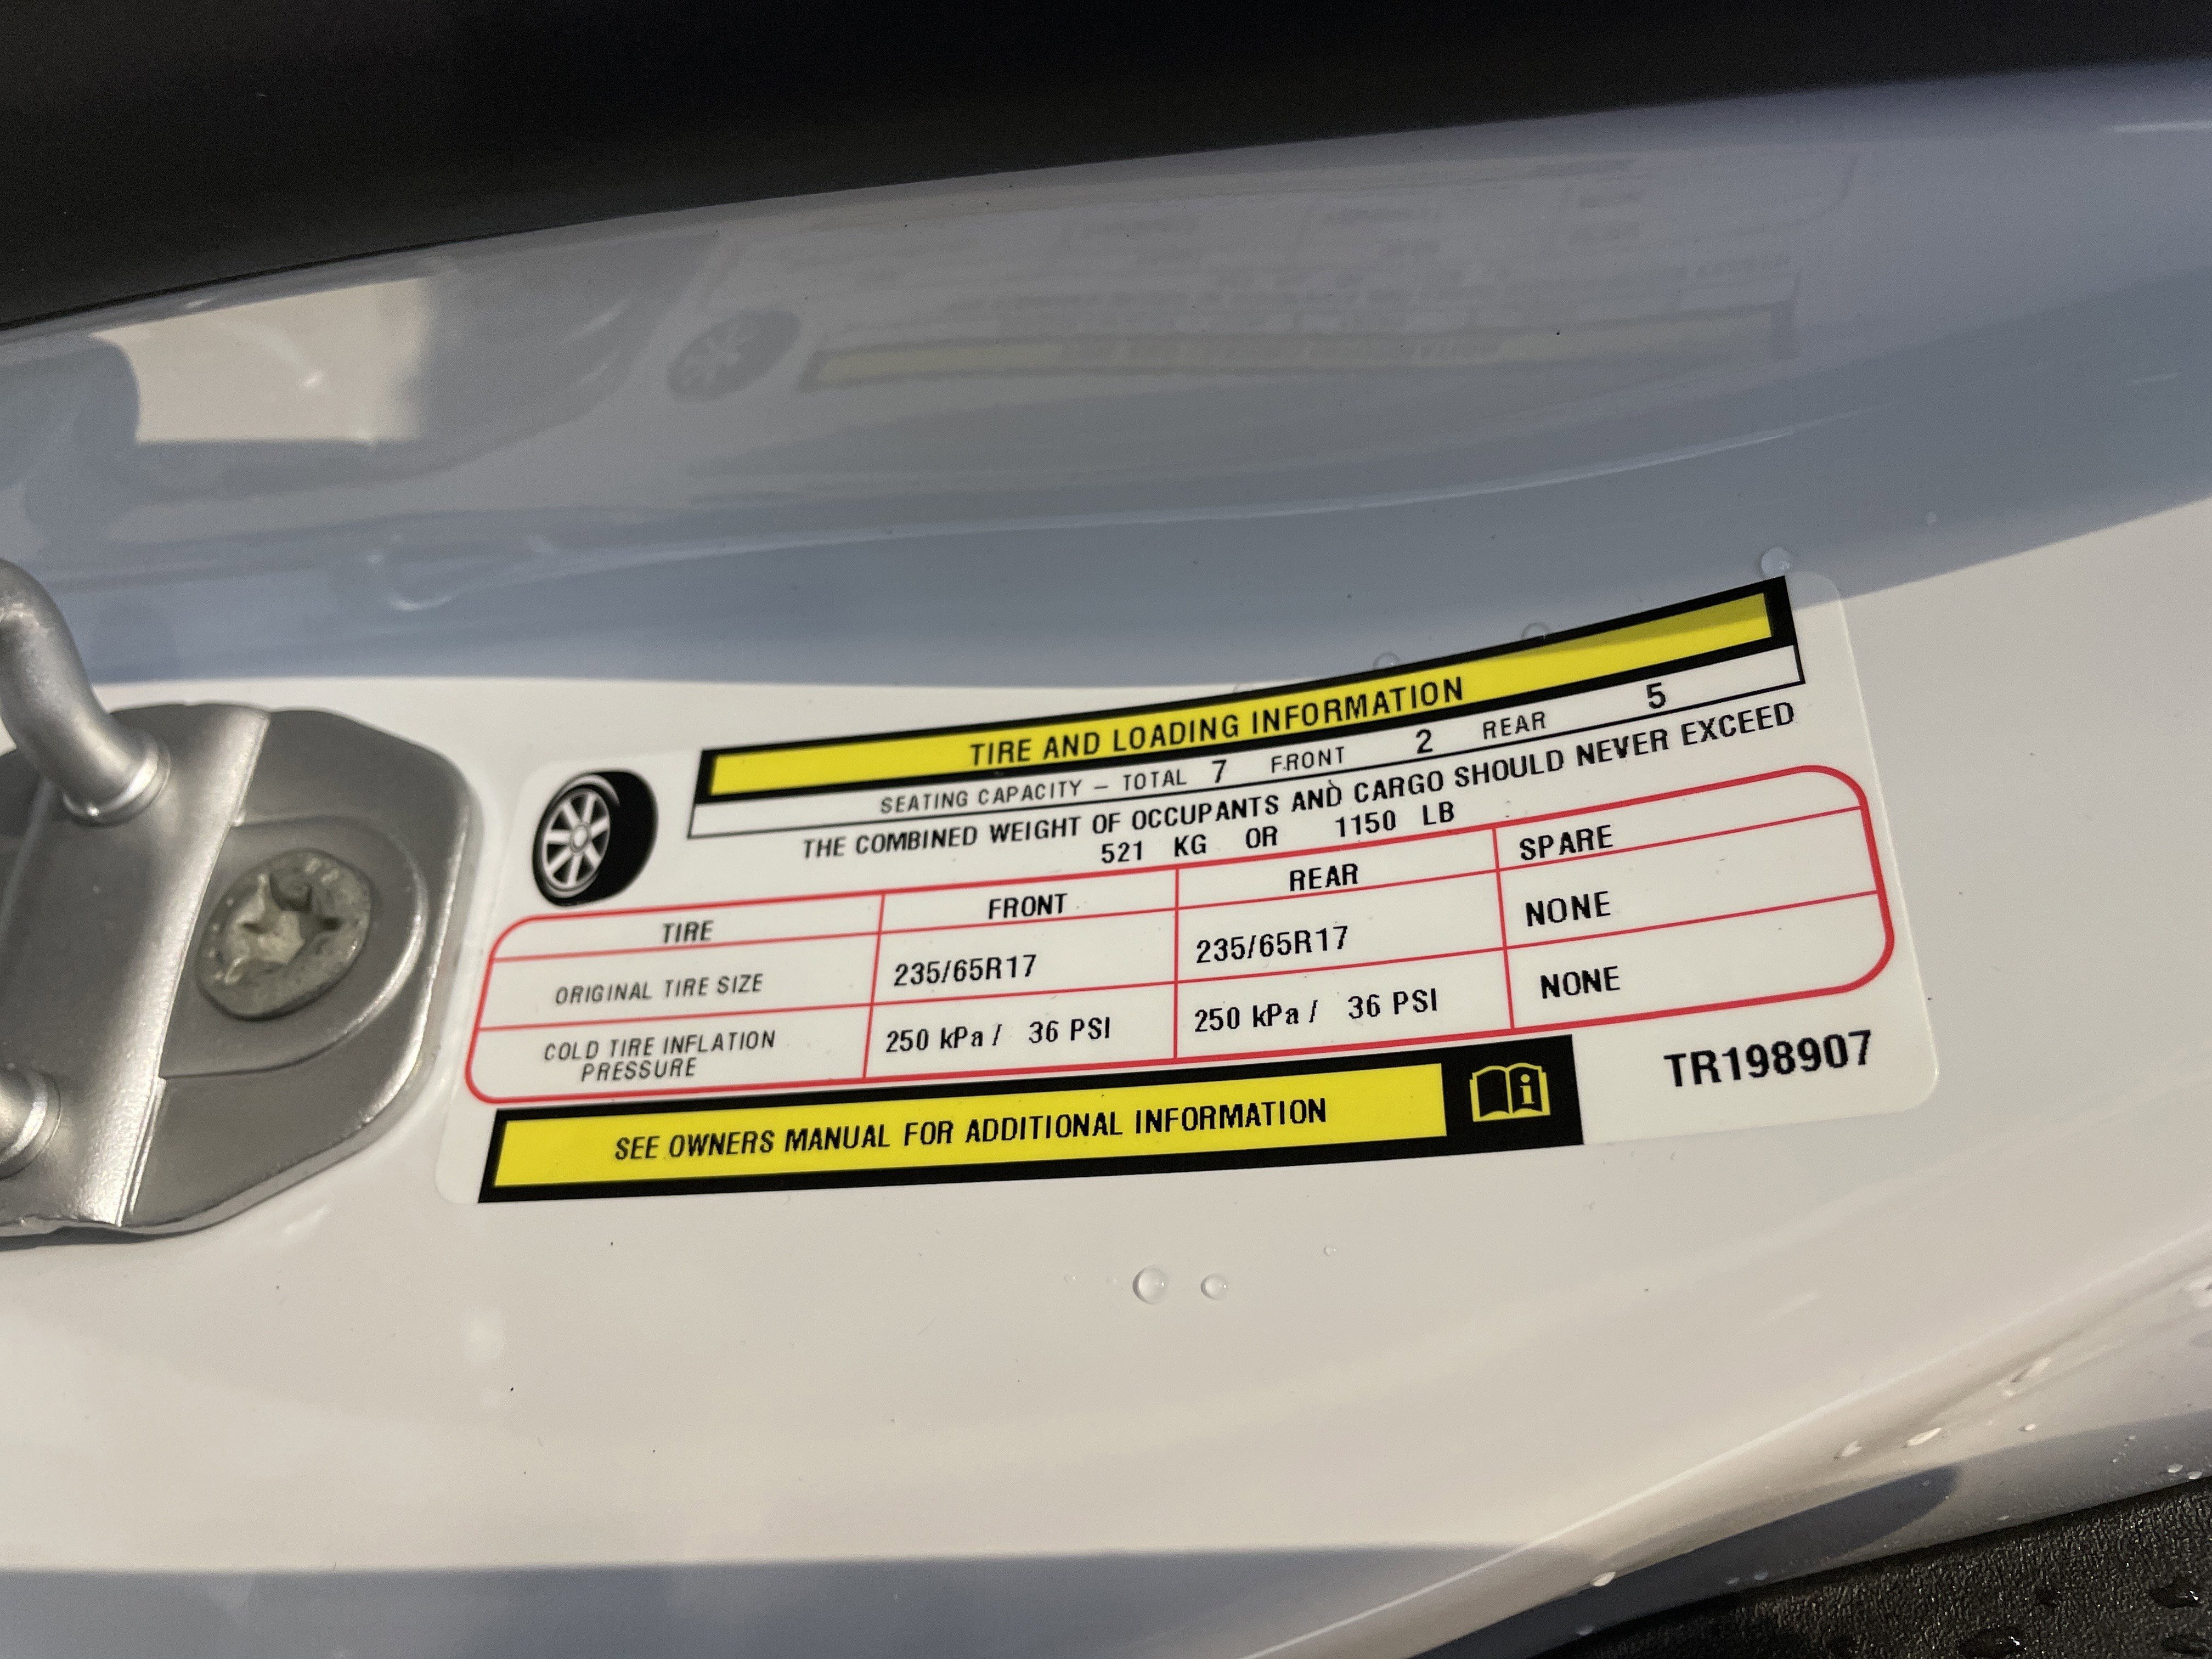 TIRE AND LOADING INFORMATION
SEATING CAPACITY – TOTAL 7 FRONT 2 REAR 5
THE COMBINED WEIGHT OF OCCUPANTS AND CARGO SHOULD NEVER EXCEED
521 KG OR 1150 LB
TIRE FRONT REAR SPARE
ORIGINAL TIRE SIZE 235/65R17 235/65R17 NONE
COLD TIRE INFLATION PRESSURE 250 kPa / 36 PSI 250 kPa / 36 PSI NONE
SEE OWNERS MANUAL FOR ADDITIONAL INFORMATION
TR198907